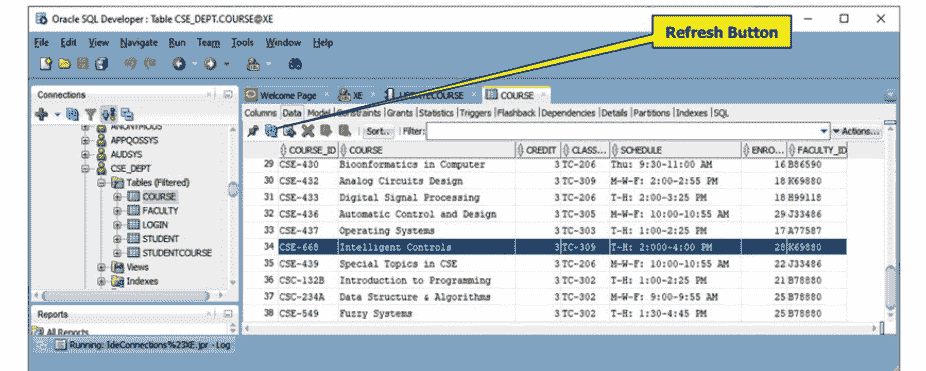 Oracle SQL Developer : Table CSE_DEPT.COURSE@XE
Refresh Button
File Edit View Navigate Run Team Tools Window Help
Connections
Welcome Page XE UPDATECOURSE COURSE
Columns Data Model Constraints Grants Statistics Triggers Flashback Dependencies Details Partitions Indexes SQL
Sort.. Filter: Actions...
ANONYMOUS
APPQOSSYS
AUDSYS
CSE_DEPT
Tables (Filtered)
COURSE
FACULTY
LOGIN
STUDENT
STUDENTCOURSE
Views
Indexes
COURSE_ID COURSE CREDIT CLASS... SCHEDULE ENRO... FACULTY_ID
29 CSE-430 Bioonformatics in Computer 3 TC-206 Thu: 9:30-11:00 AM 16 B86590
30 CSE-432 Analog Circuits Design 3 TC-309 M-W-F: 2:00-2:55 PM 18 K69880
31 CSE-433 Digital Signal Processing 3 TC-206 T-H: 2:00-3:25 PM 18 H99118
32 CSE-436 Automatic Control and Design 3 TC-305 M-W-F: 10:00-10:55 AM 29 J33486
33 CSE-437 Operating Systems 3 TC-303 T-H: 1:00-2:25 PM 17 A77587
34 CSE-668 Intelligent Controls 3 TC-309 T-H: 2:000-4:00 PM 28 K69880
35 CSE-439 Special Topics in CSE 3 TC-206 M-W-F: 10:00-10:55 AM 22 J33486
36 CSC-132B Introduction to Programming 3 TC-302 T-H: 1:00-2:25 PM 21 B78880
37 CSC-234A Data Structure & Algorithms 3 TC-302 M-W-F: 9:00-9:55 AM 25 B78880
38 CSE-549 Fuzzy Systems 3 TC-302 T-H: 1:30-4:45 PM 25 B78880
Reports
All Reports
Running: IdeConnections%23XE.jpr - Log